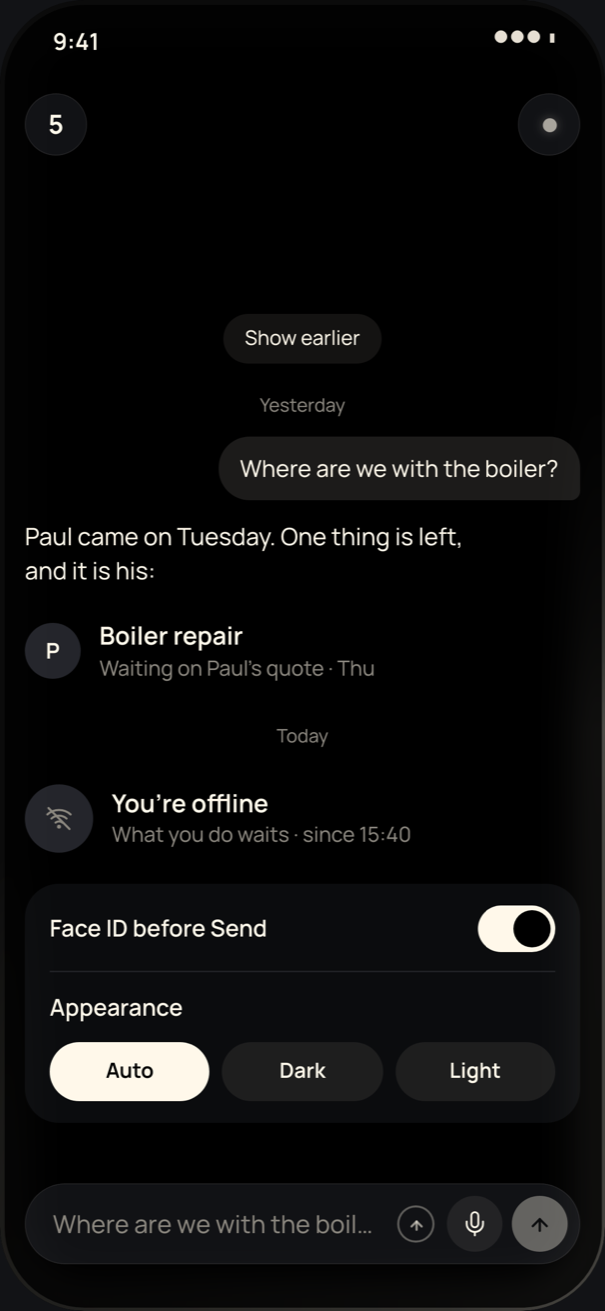 9:41
5
Show earlier
Yesterday
Where are we with the boiler?
Paul came on Tuesday. One thing is left,
and it is his:
P
Boiler repair
Waiting on Paul’s quote · Thu
Today
You’re offline
What you do waits · since 15:40
Face ID before Send
Appearance
Auto
Dark
Light
Where are we with the boil…